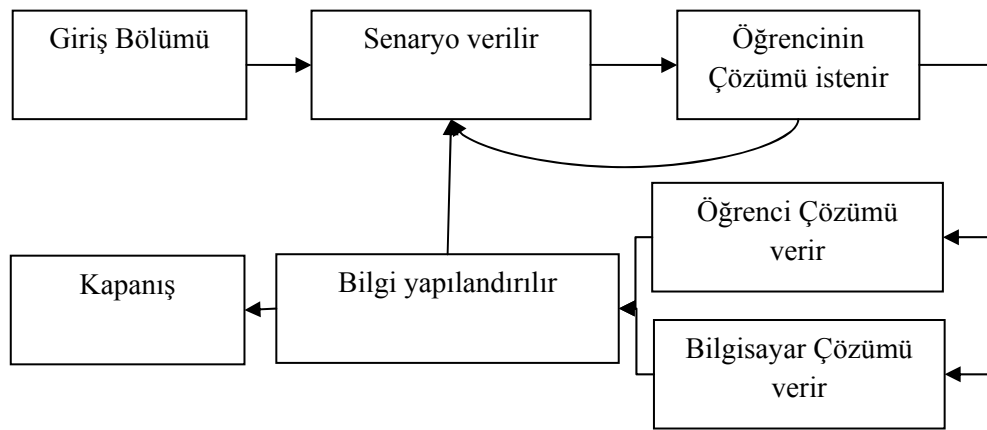 Giriş Bölümü
Senaryo verilir
Öğrencinin
Çözümü istenir
Öğrenci Çözümü
verir
Kapanış
Bilgi yapılandırılır
Bilgisayar Çözümü
verir